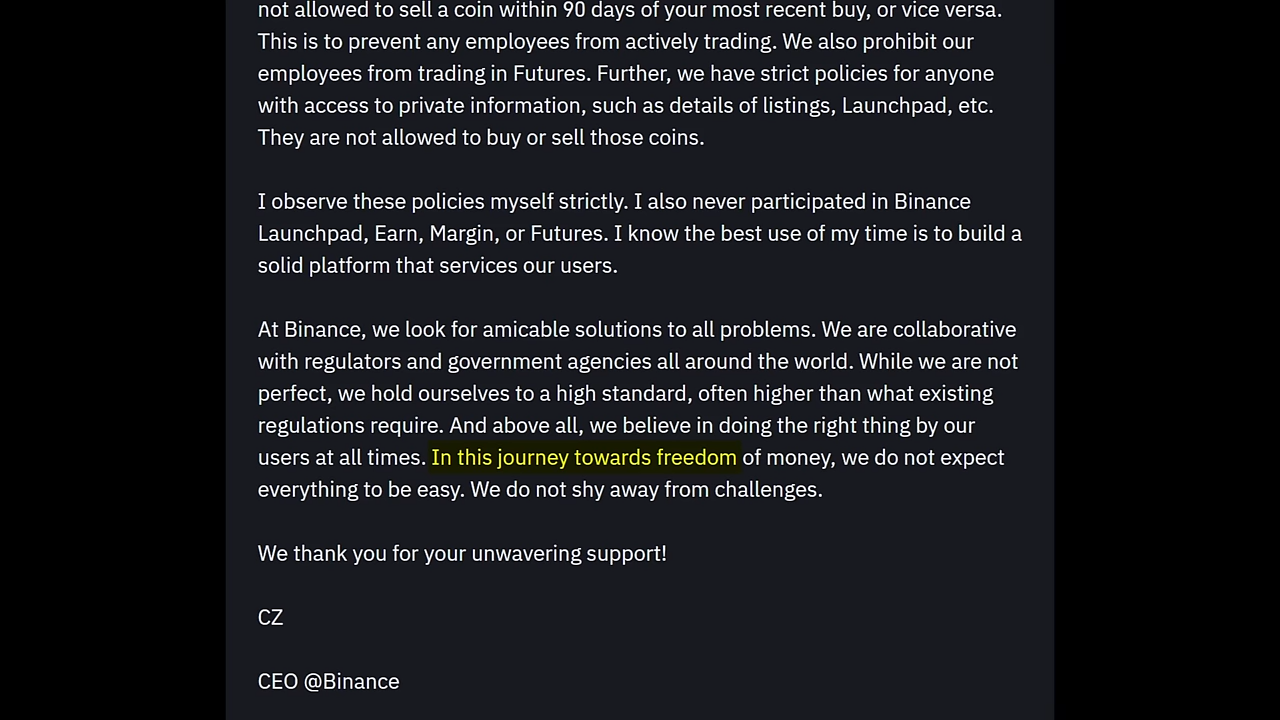 not allowed to sell a coin within 90 days of your most recent buy, or vice versa.
This is to prevent any employees from actively trading. We also prohibit our
employees from trading in Futures. Further, we have strict policies for anyone
with access to private information, such as details of listings, Launchpad, etc.
They are not allowed to buy or sell those coins.
I observe these policies myself strictly. I also never participated in Binance
Launchpad, Earn, Margin, or Futures. I know the best use of my time is to build a
solid platform that services our users.
At Binance, we look for amicable solutions to all problems. We are collaborative
with regulators and government agencies all around the world. While we are not
perfect, we hold ourselves to a high standard, often higher than what existing
regulations require. And above all, we believe in doing the right thing by our
users at all times. In this journey towards freedom of money, we do not expect
everything to be easy. We do not shy away from challenges.
We thank you for your unwavering support!
CZ
CEO @Binance